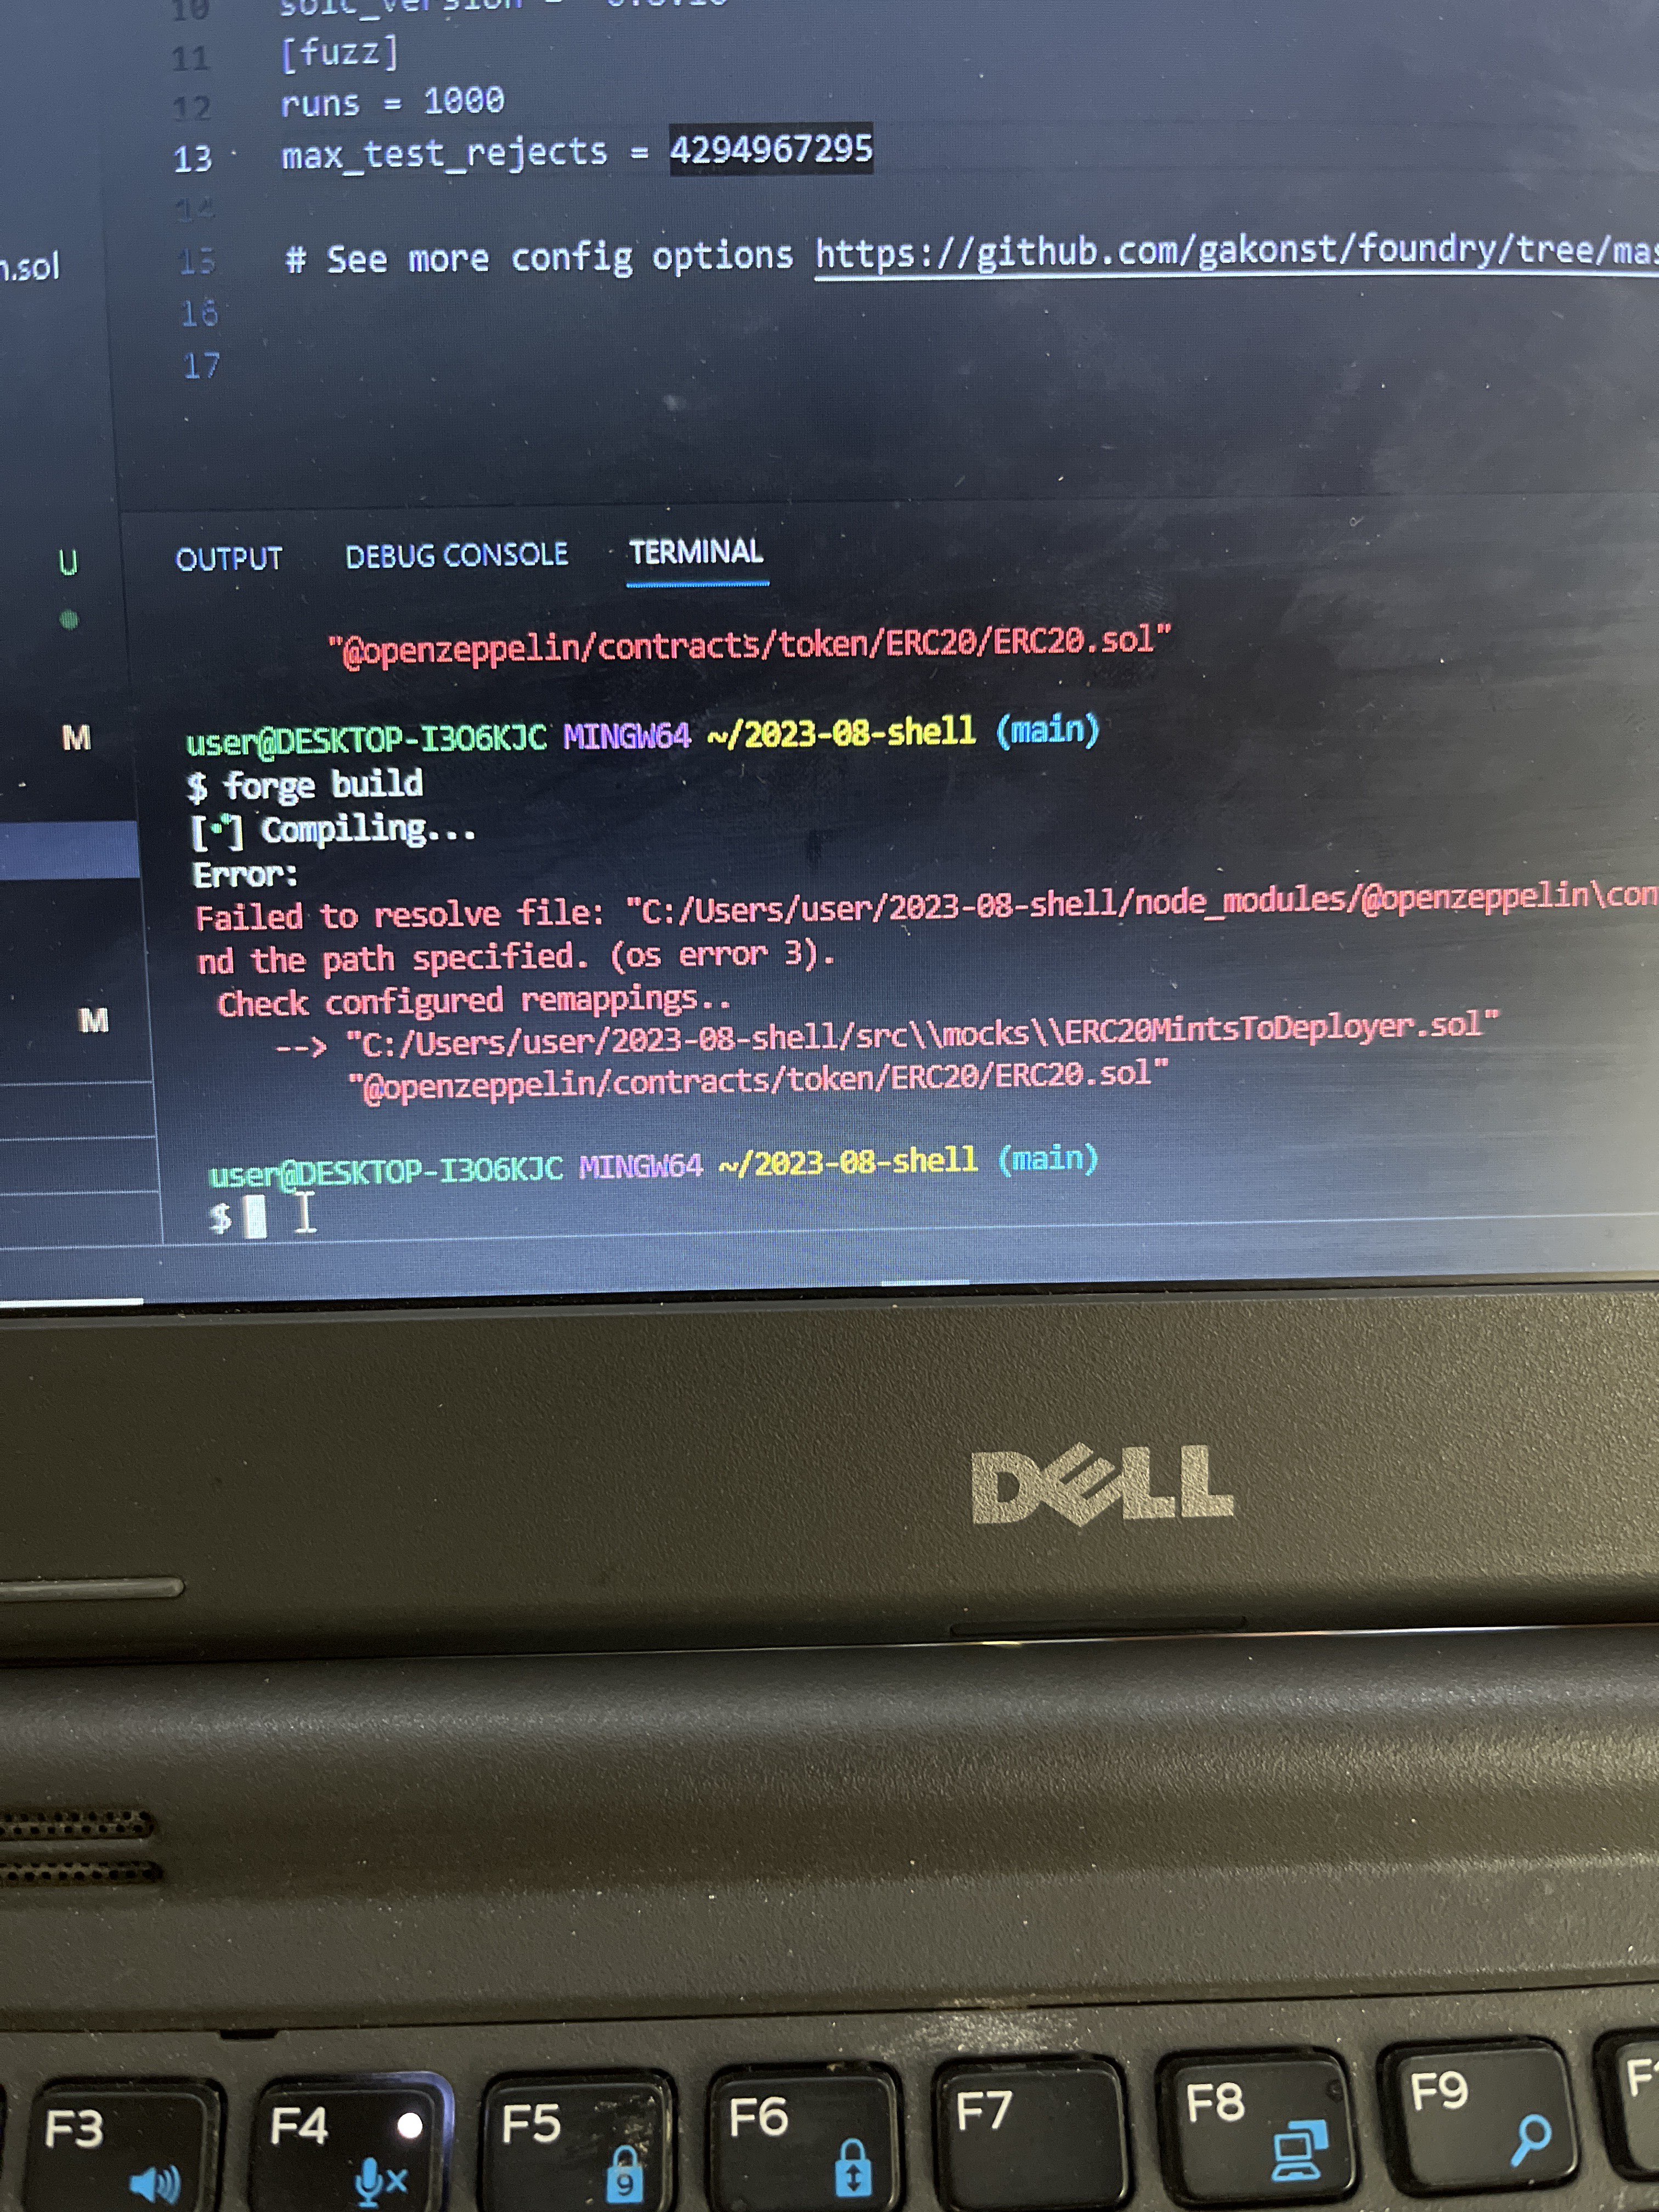 10 solc_version =
11 [fuzz]
12 runs = 1000
13 max_test_rejects = 4294967295
14
15 # See more config options https://github.com/gakonst/foundry/tree/mas
16
17
n.sol
U
M
M
OUTPUT DEBUG CONSOLE TERMINAL
"@openzeppelin/contracts/token/ERC20/ERC20.sol"
user@DESKTOP-I3O6KJC MINGW64 ~/2023-08-shell (main)
$ forge build
[⠊] Compiling...
Error:
Failed to resolve file: "C:/Users/user/2023-08-shell/node_modules/@openzeppelin\con
nd the path specified. (os error 3).
Check configured remappings..
--> "C:/Users/user/2023-08-shell/src\\mocks\\ERC20MintsToDeployer.sol"
"@openzeppelin/contracts/token/ERC20/ERC20.sol"
user@DESKTOP-I3O6KJC MINGW64 ~/2023-08-shell (main)
$
DELL
F3 F4 F5 F6 F7 F8 F9 F1
9